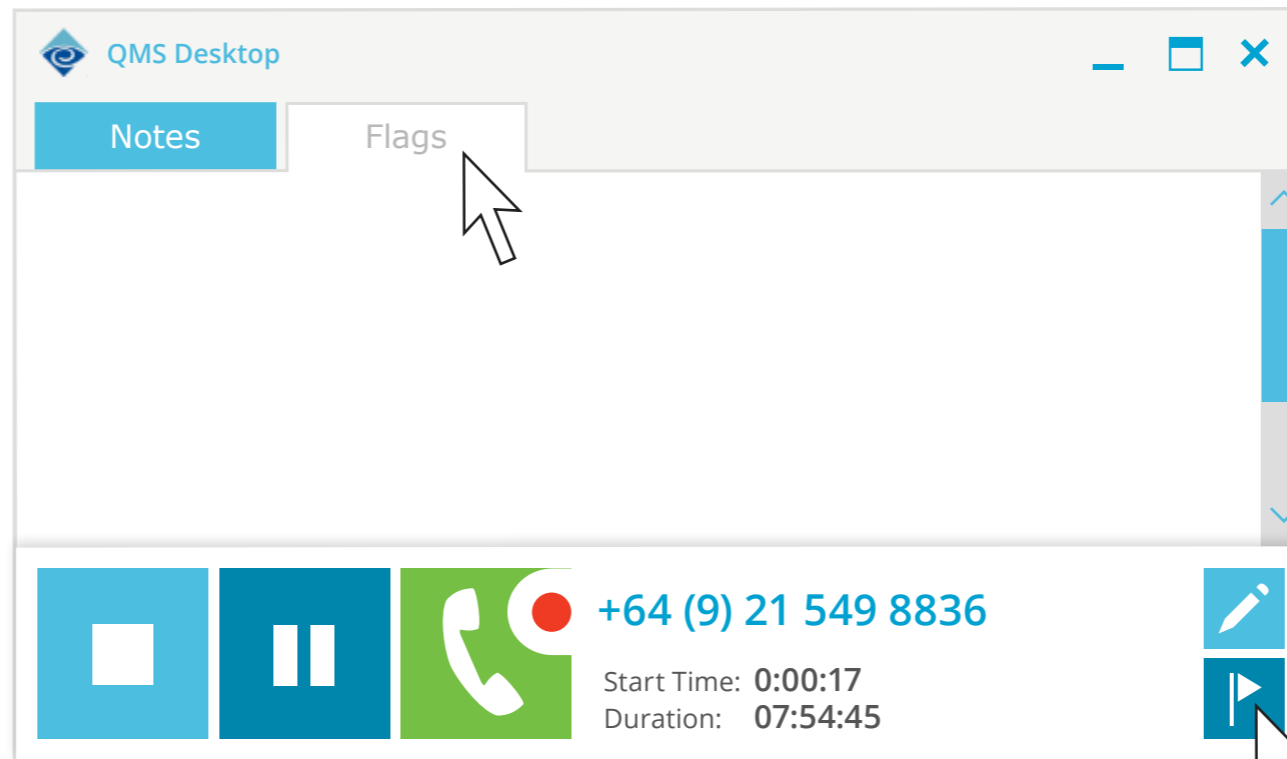 QMS Desktop
Notes Flags
+64 (9) 21 549 8836
Start Time: 0:00:17
Duration: 07:54:45